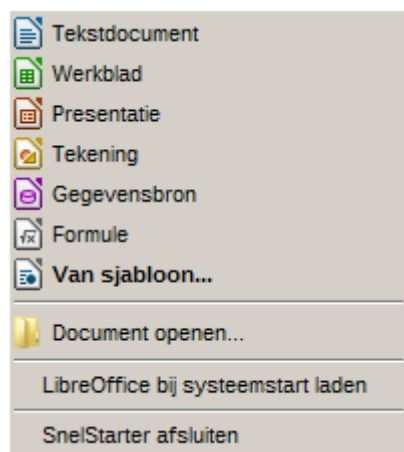 Tekstdocument
Werkblad
Presentatie
Tekening
Gegevensbron
Formule
Van sjabloon...
Document openen...
LibreOffice bij systeemstart laden
SnelStarter afsluiten